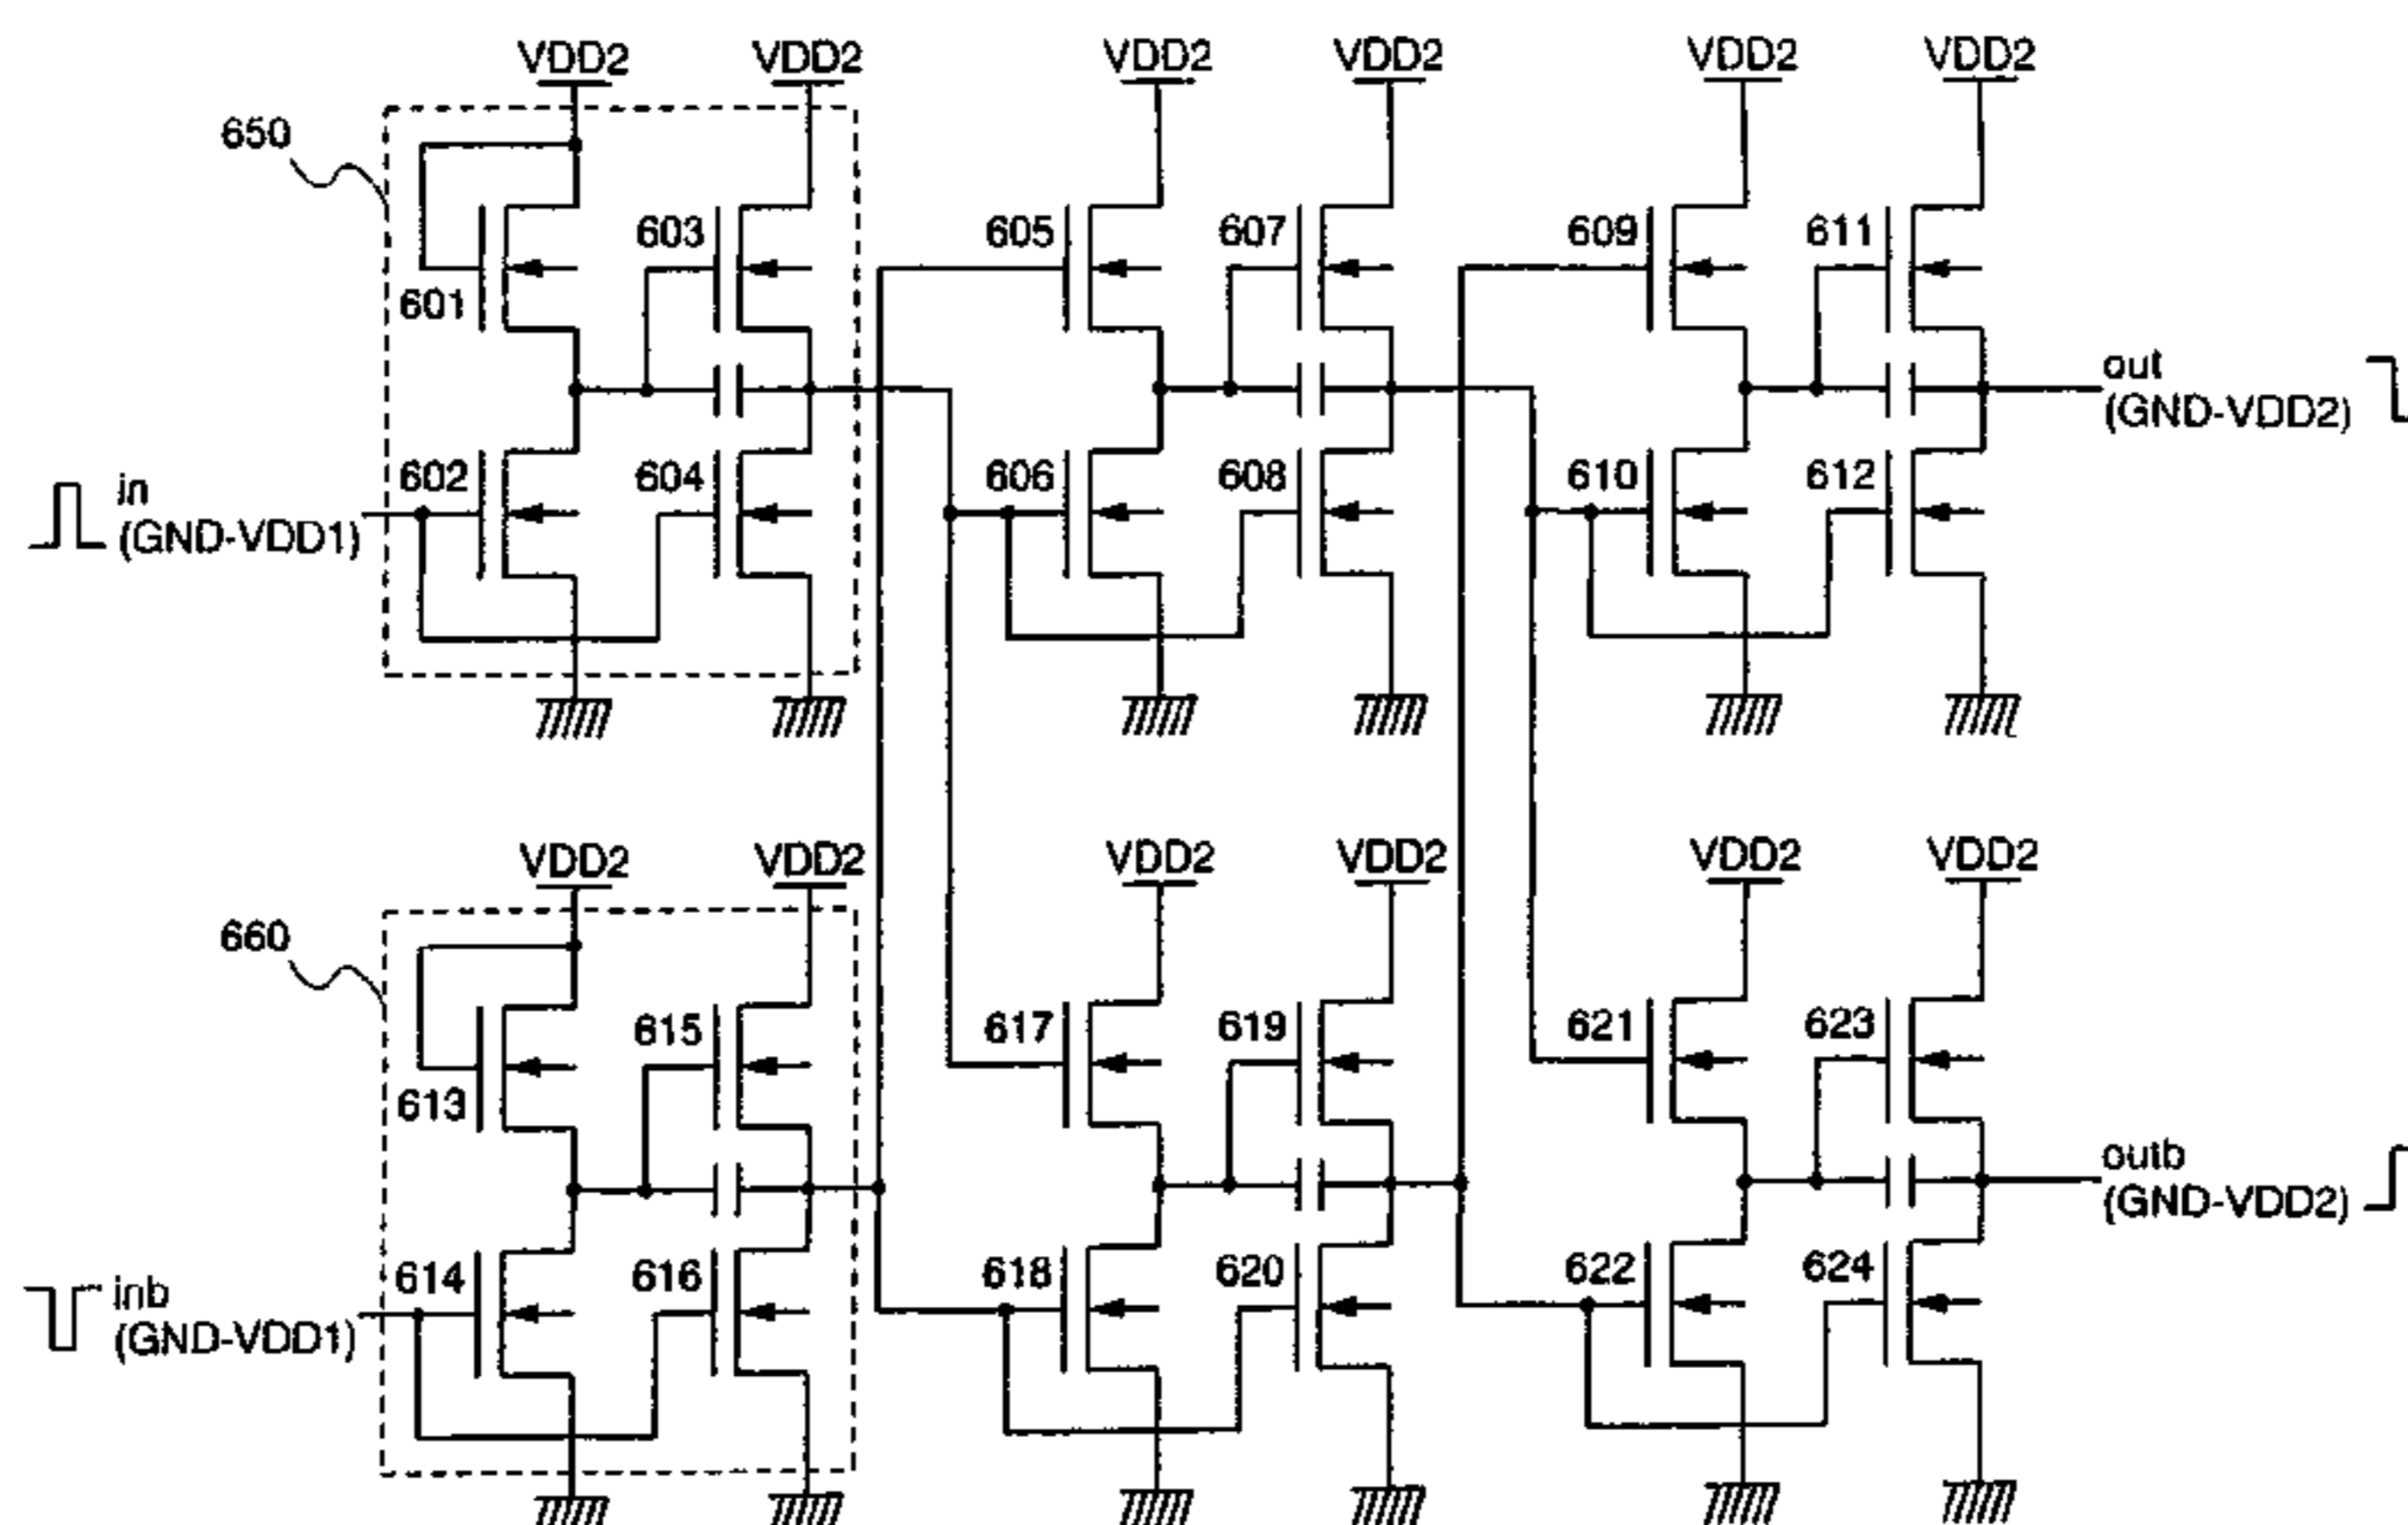 VDD2 VDD2 VDD2 VDD2 VDD2 VDD2
650
603 605 607 609 611
601
out
(GND-VDD2)
602 604 606 608 610 612
in
(GND-VDD1)
VDD2 VDD2 VDD2 VDD2 VDD2 VDD2
660
615 617 619 621 623
613
outb
(GND-VDD2)
614 616 618 620 622 624
inb
(GND-VDD1)